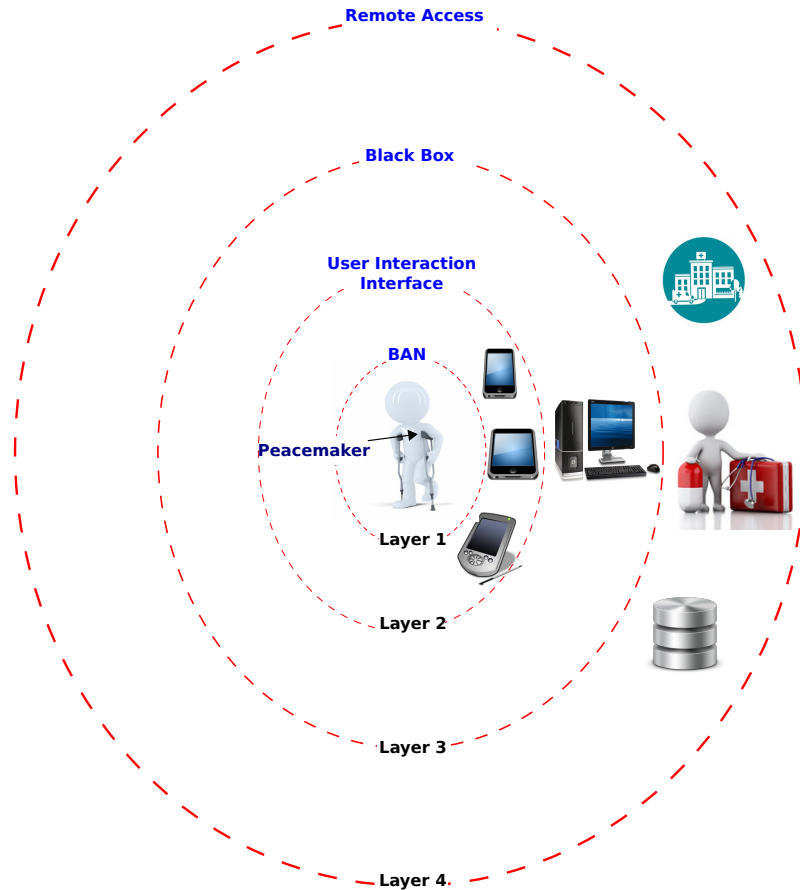 Remote Access
Black Box
User Interaction
Interface
BAN
Peacemaker
Layer 1
Layer 2
Layer 3
Layer 4